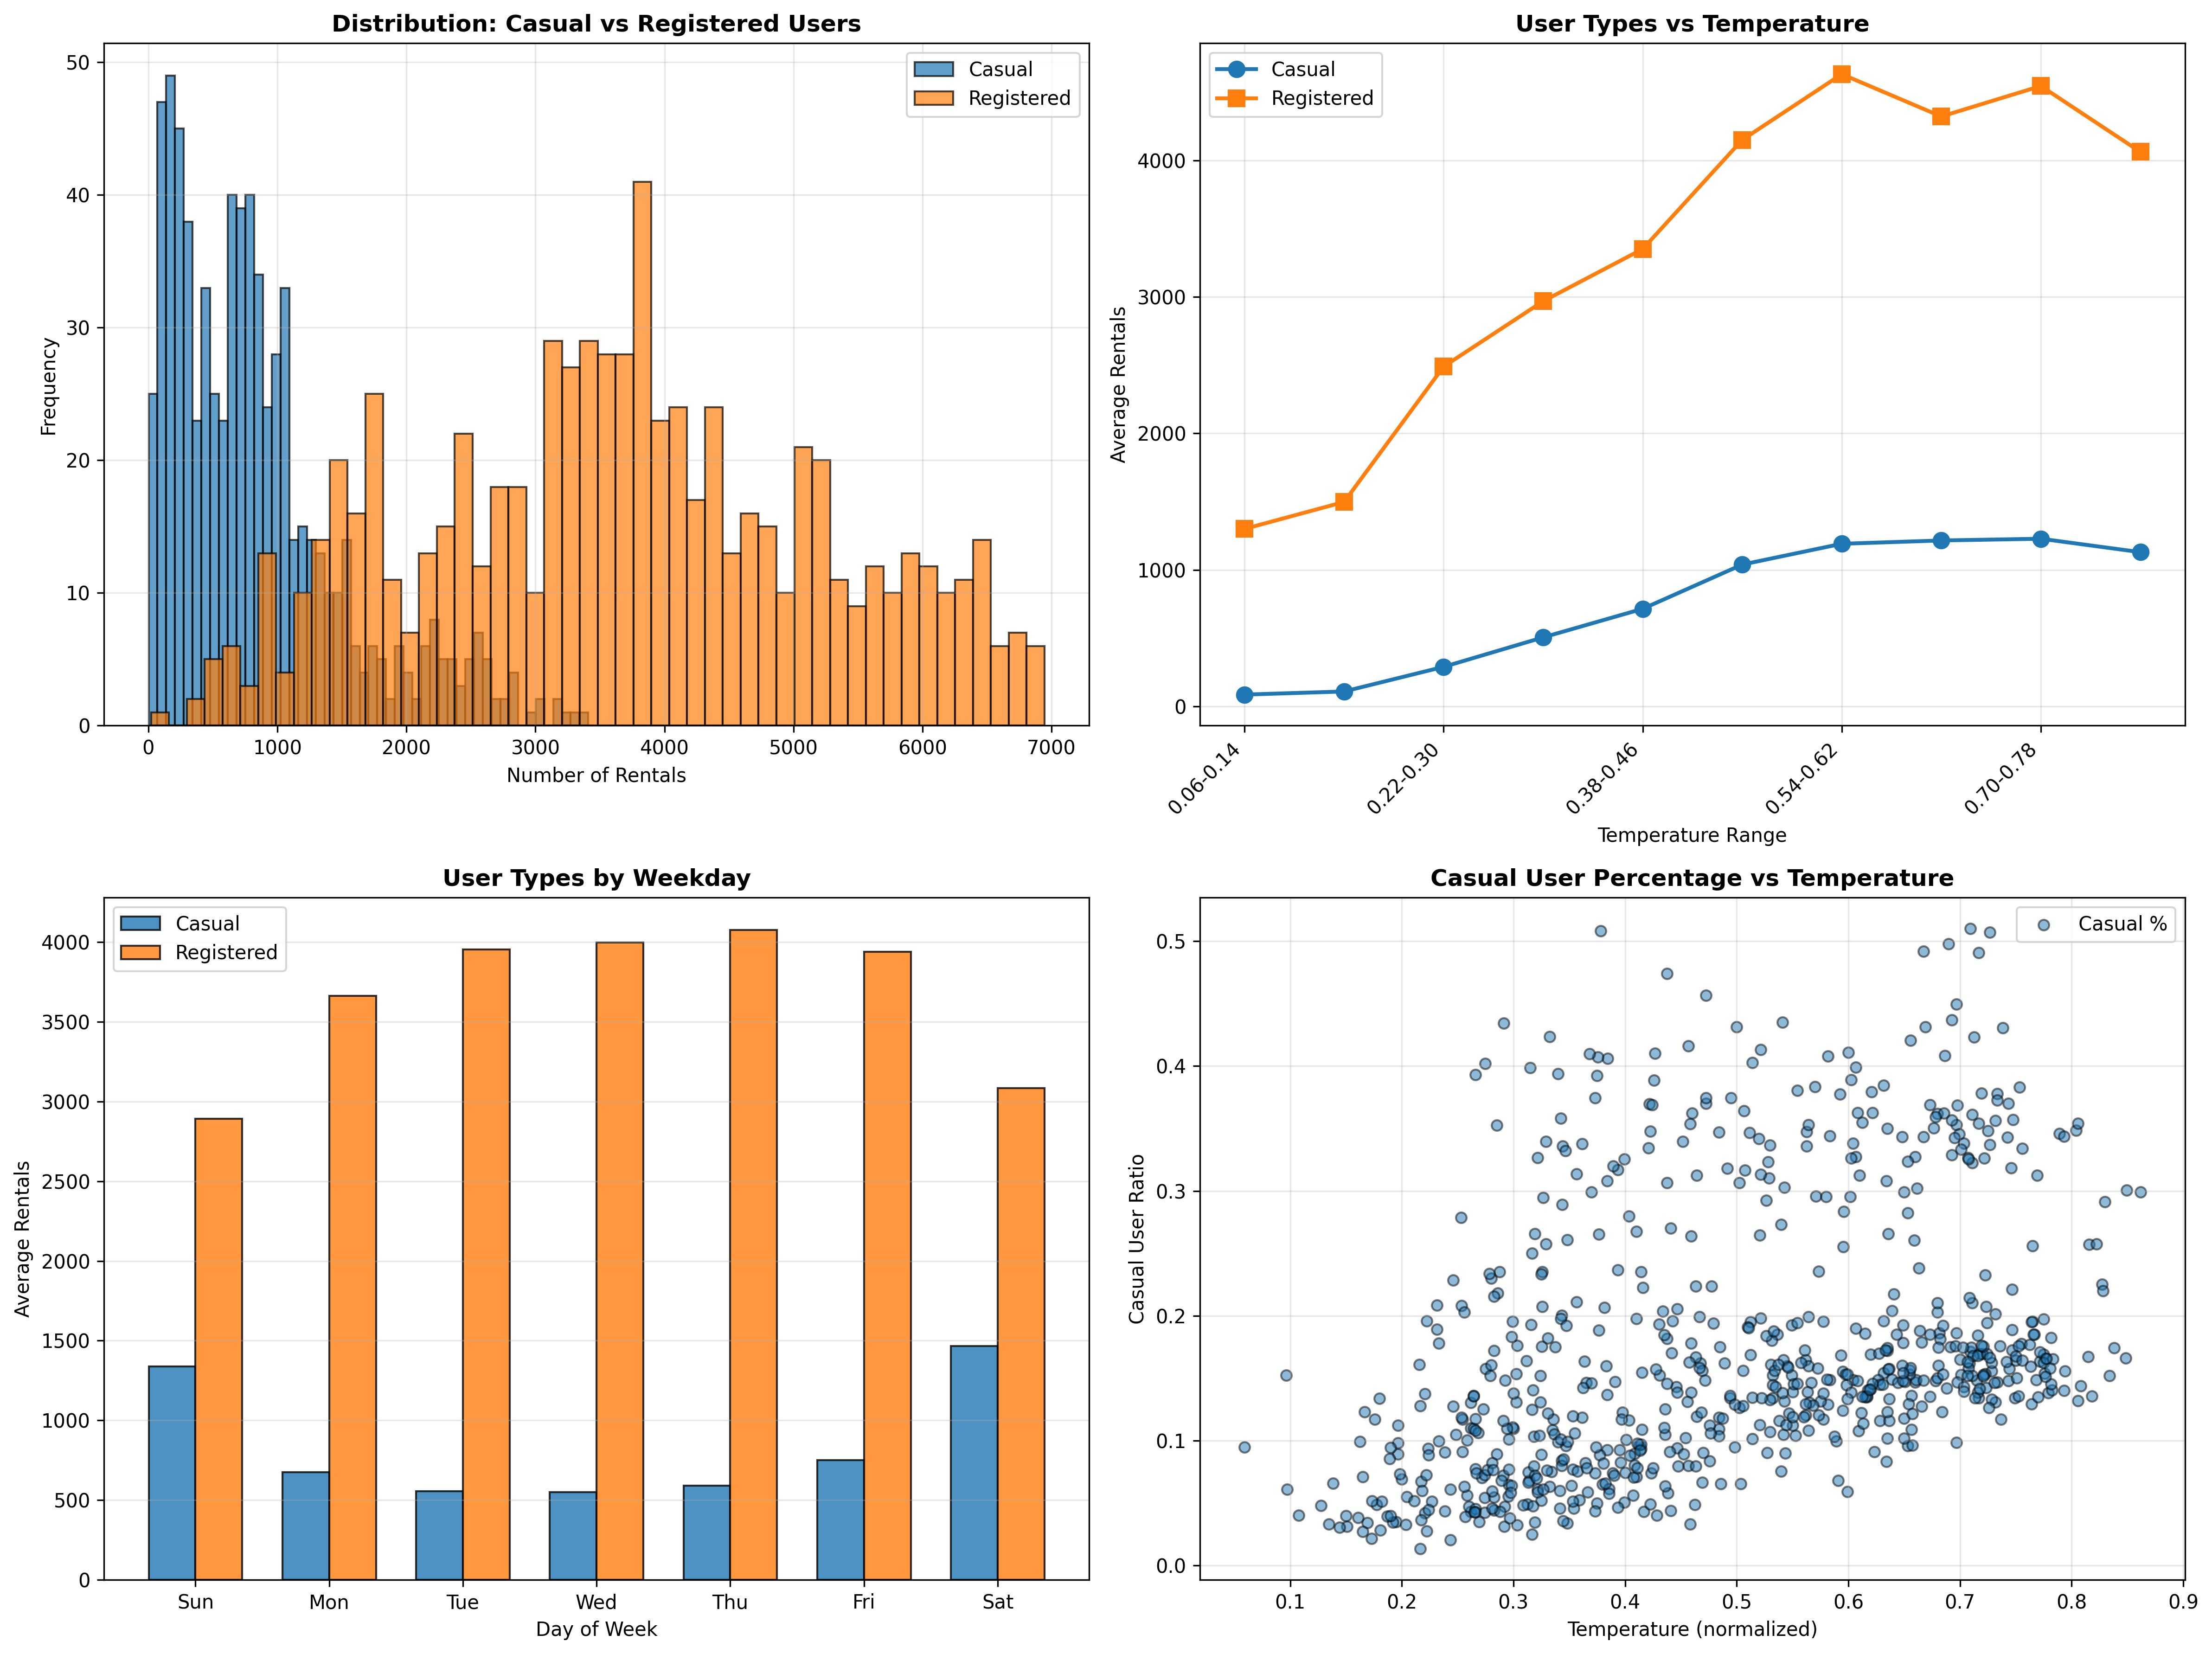 Distribution: Casual vs Registered Users
Casual
Registered
Frequency
50
40
30
20
10
0
0 1000 2000 3000 4000 5000 6000 7000
Number of Rentals
User Types vs Temperature
Casual
Registered
Average Rentals
4000
3000
2000
1000
0
0.06-0.14 0.22-0.30 0.38-0.46 0.54-0.62 0.70-0.78
Temperature Range
User Types by Weekday
Casual
Registered
Average Rentals
4000
3500
3000
2500
2000
1500
1000
500
0
Sun Mon Tue Wed Thu Fri Sat
Day of Week
Casual User Percentage vs Temperature
Casual %
Casual User Ratio
0.5
0.4
0.3
0.2
0.1
0.0
0.1 0.2 0.3 0.4 0.5 0.6 0.7 0.8 0.9
Temperature (normalized)